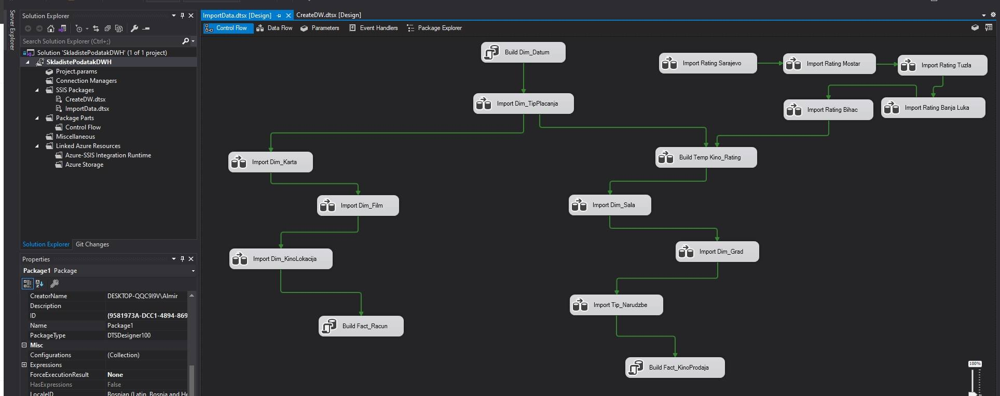 Server Explorer
Solution Explorer
Search Solution Explorer (Ctrl+;)
Solution 'SkladistePodatakDWH' (1 of 1 project)
SkladistePodatakDWH
Project.params
Connection Managers
SSIS Packages
CreateDW.dtsx
ImportData.dtsx
Package Parts
Control Flow
Miscellaneous
Linked Azure Resources
Azure-SSIS Integration Runtime
Azure Storage
Solution Explorer Git Changes
Properties
Package1 Package
CreatorName DESKTOP-QQC9I9V\Almir
Description
ID {9581973A-DCC1-4894-869
Name Package1
PackageType DTSDesigner100
Misc
Configurations (Collection)
Expressions
ForceExecutionResult None
HasExpressions False
LocaleID Bosnian (Latin, Bosnia and He
ImportData.dtsx [Design] CreateDW.dtsx [Design]
Control Flow Data Flow Parameters Event Handlers Package Explorer
Build Dim_Datum
Import Rating Sarajevo
Import Rating Mostar
Import Rating Tuzla
Import Dim_TipPlacanja
Import Rating Bihac
Import Rating Banja Luka
Import Dim_Karta
Build Temp Kino_Rating
Import Dim_Film
Import Dim_Sala
Import Dim_KinoLokacija
Import Dim_Grad
Import Tip_Narudzbe
Build Fact_Racun
Build Fact_KinoProdaja
100%